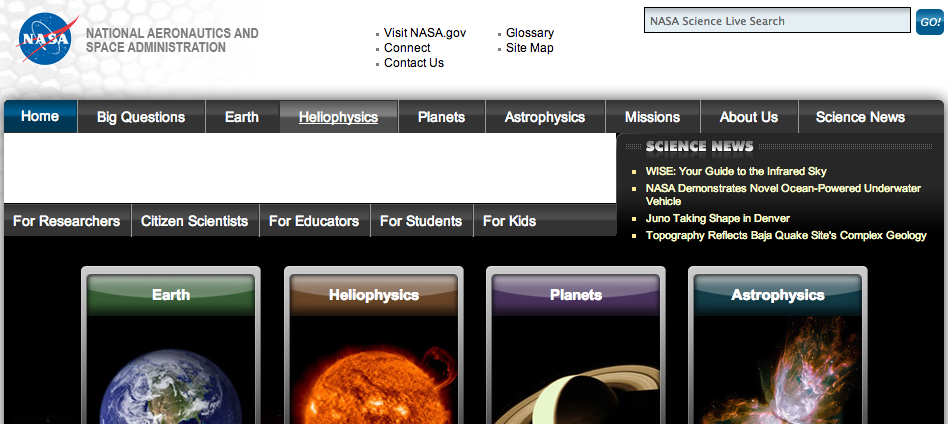 NASA
NATIONAL AERONAUTICS AND
SPACE ADMINISTRATION
Visit NASA.gov
Connect
Contact Us
Glossary
Site Map
NASA Science Live Search
GO!
Home
Big Questions
Earth
Heliophysics
Planets
Astrophysics
Missions
About Us
Science News
SCIENCE NEWS
WISE: Your Guide to the Infrared Sky
NASA Demonstrates Novel Ocean-Powered Underwater
Vehicle
Juno Taking Shape in Denver
Topography Reflects Baja Quake Site's Complex Geology
For Researchers
Citizen Scientists
For Educators
For Students
For Kids
Earth
Heliophysics
Planets
Astrophysics